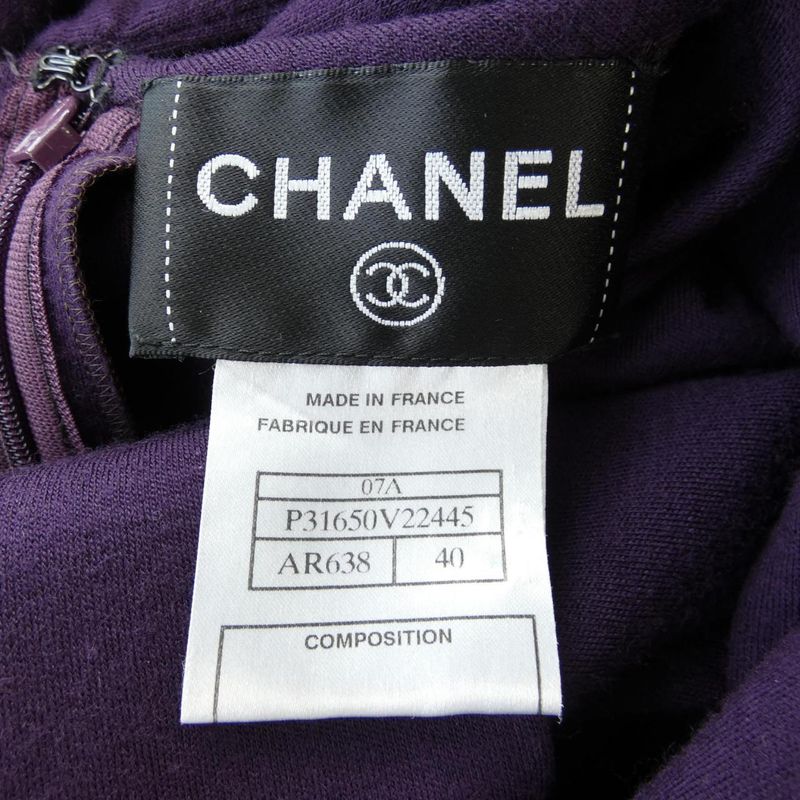 CHANEL
MADE IN FRANCE
FABRIQUE EN FRANCE
07A
P31650V22445
AR638 40
COMPOSITION